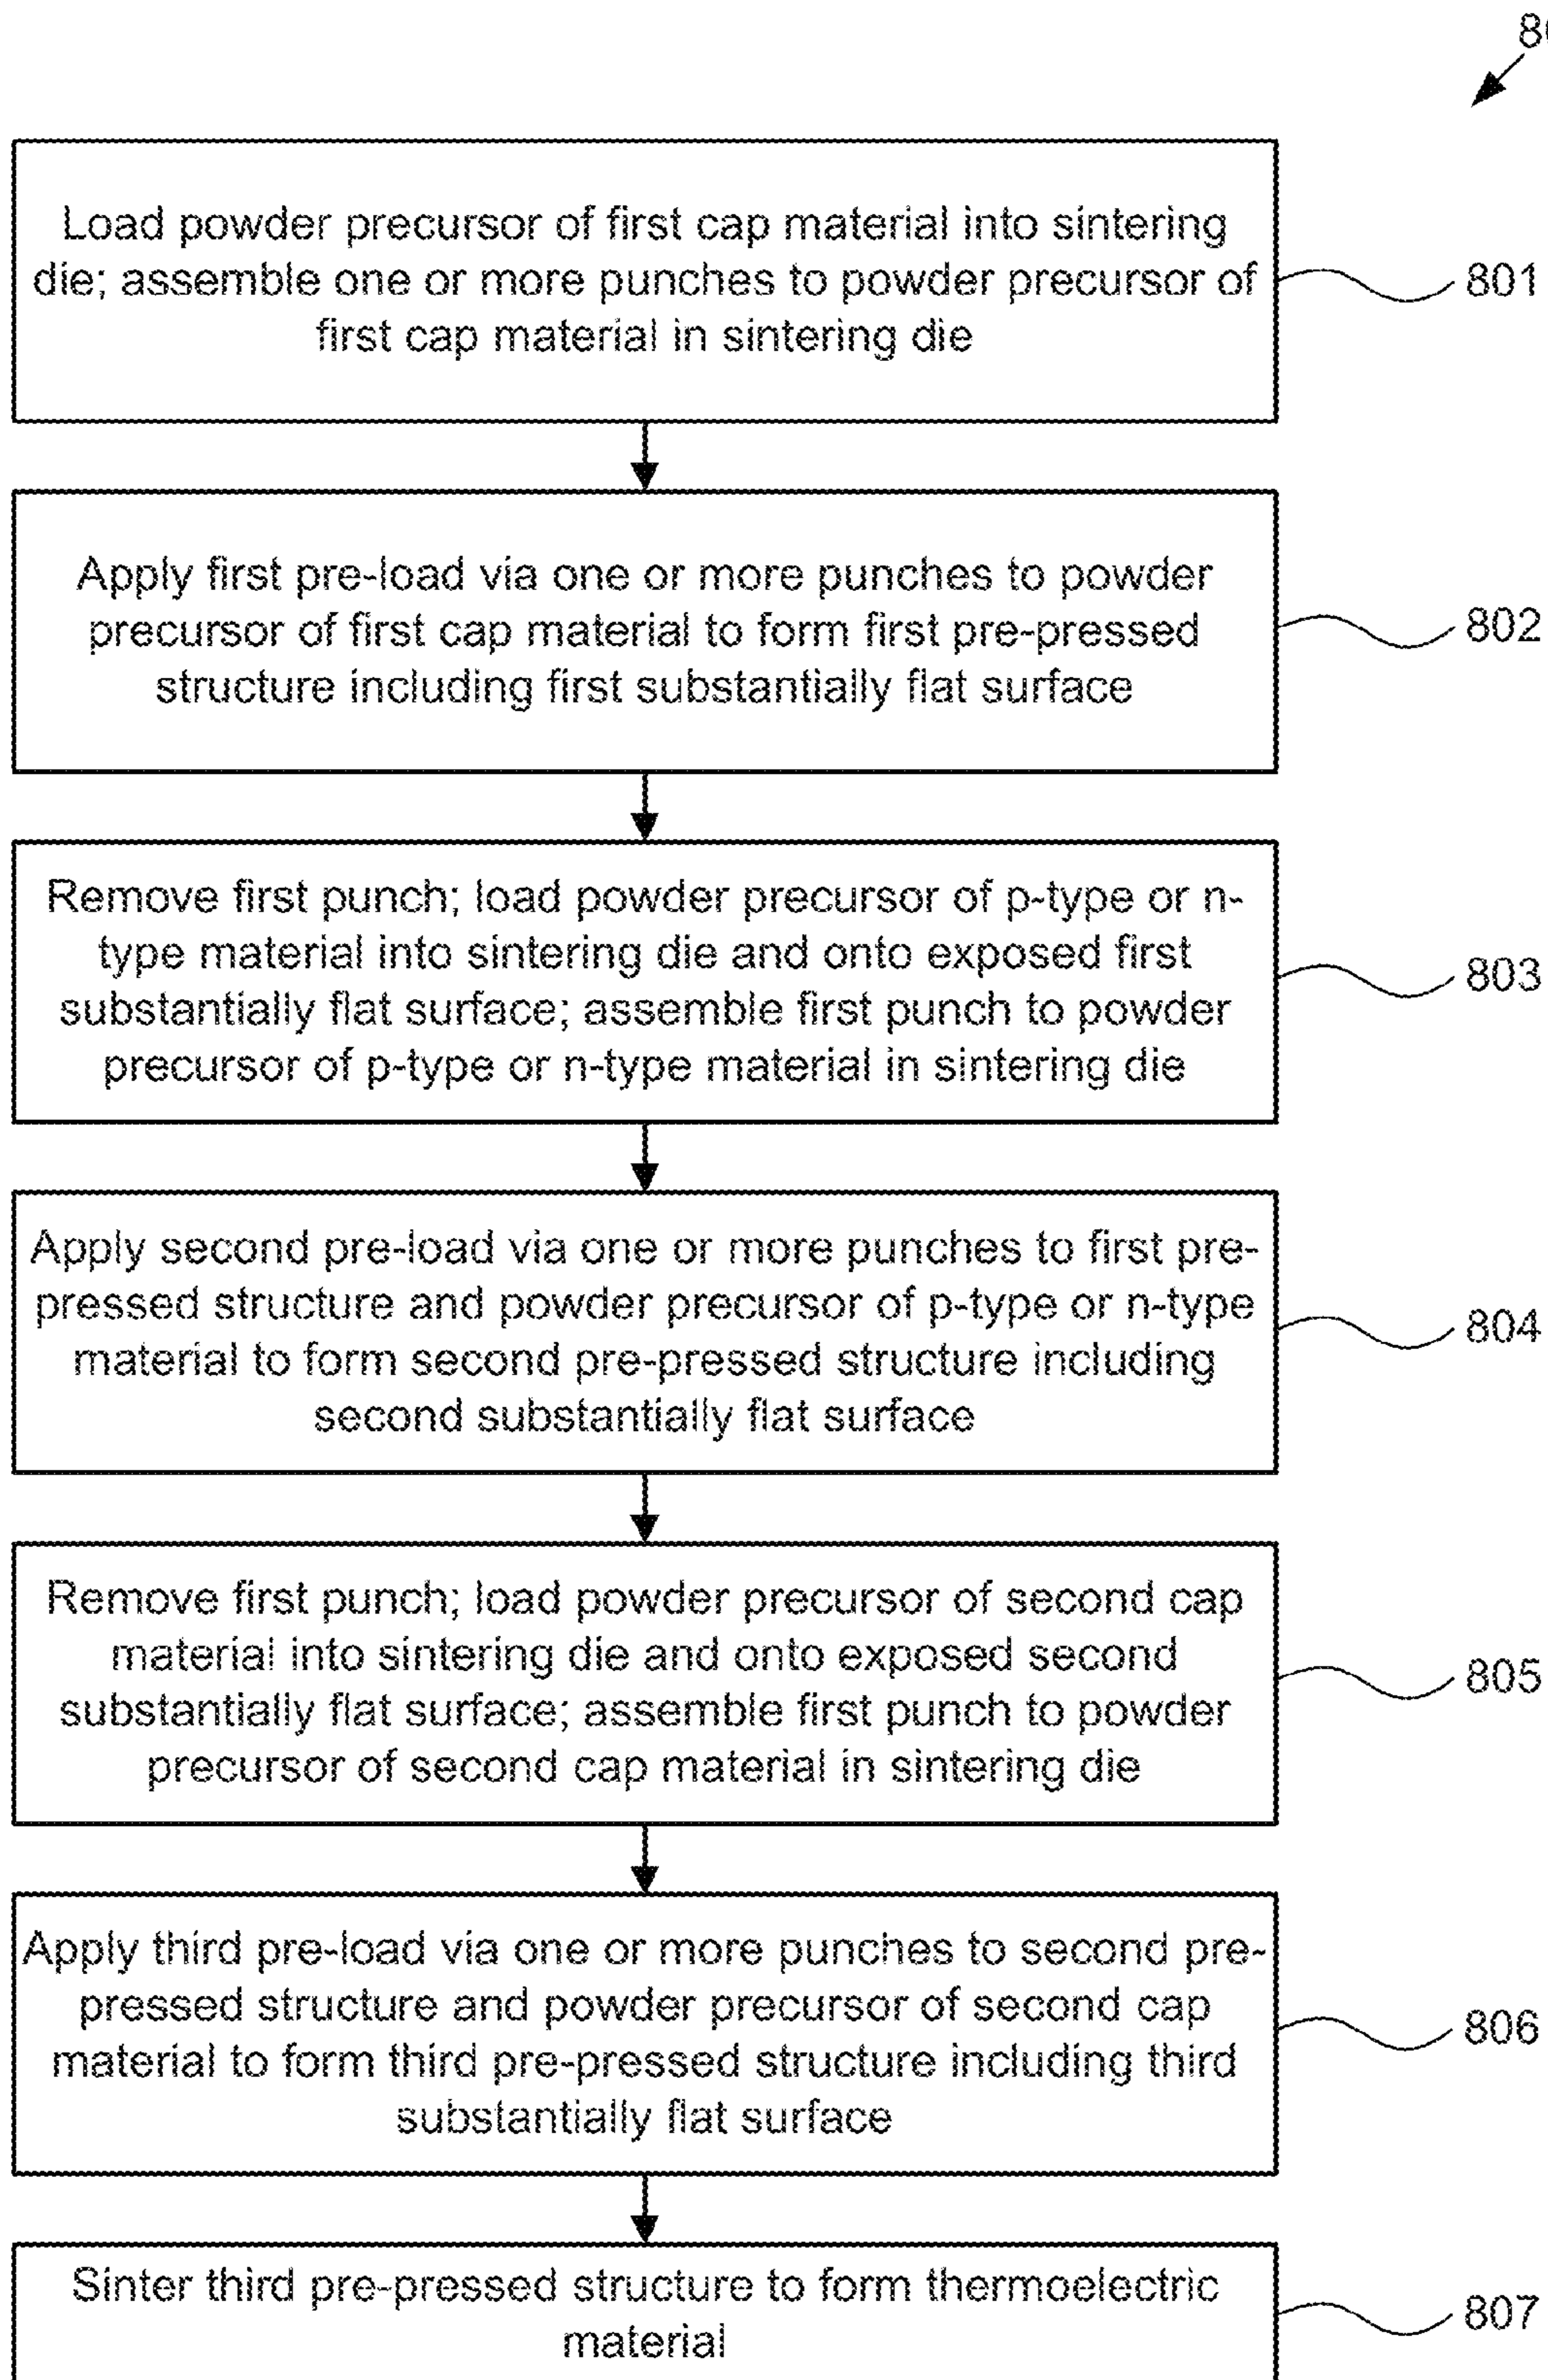 Load powder precursor of first cap material into sintering
die; assemble one or more punches to powder precursor of
first cap material in sintering die
801
Apply first pre-load via one or more punches to powder
precursor of first cap material to form first pre-pressed
structure including first substantially flat surface
802
Remove first punch; load powder precursor of p-type or n-
type material into sintering die and onto exposed first
substantially flat surface; assemble first punch to powder
precursor of p-type or n-type material in sintering die
803
Apply second pre-load via one or more punches to first pre-
pressed structure and powder precursor of p-type or n-type
material to form second pre-pressed structure including
second substantially flat surface
804
Remove first punch; load powder precursor of second cap
material into sintering die and onto exposed second
substantially flat surface; assemble first punch to powder
precursor of second cap material in sintering die
805
Apply third pre-load via one or more punches to second pre-
pressed structure and powder precursor of second cap
material to form third pre-pressed structure including third
substantially flat surface
806
Sinter third pre-pressed structure to form thermoelectric
material
807